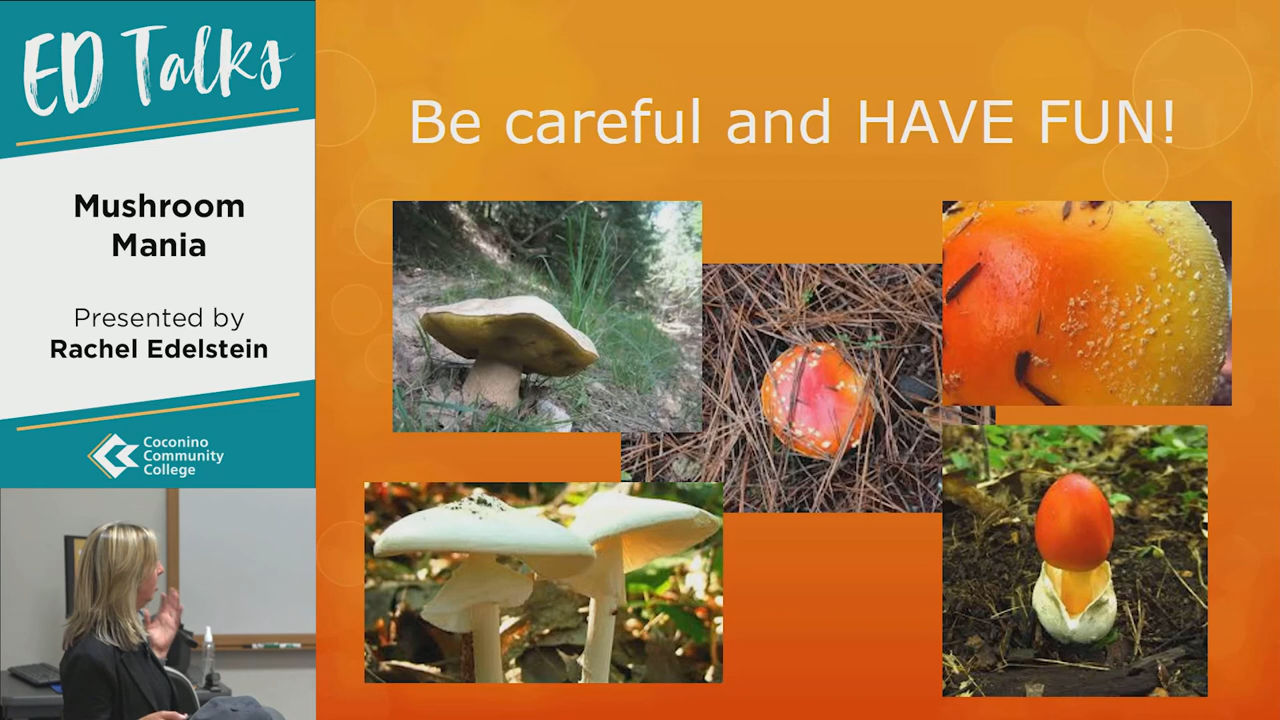 ED Talks
Mushroom
Mania
Presented by
Rachel Edelstein
Coconino
Community
College
Be careful and HAVE FUN!